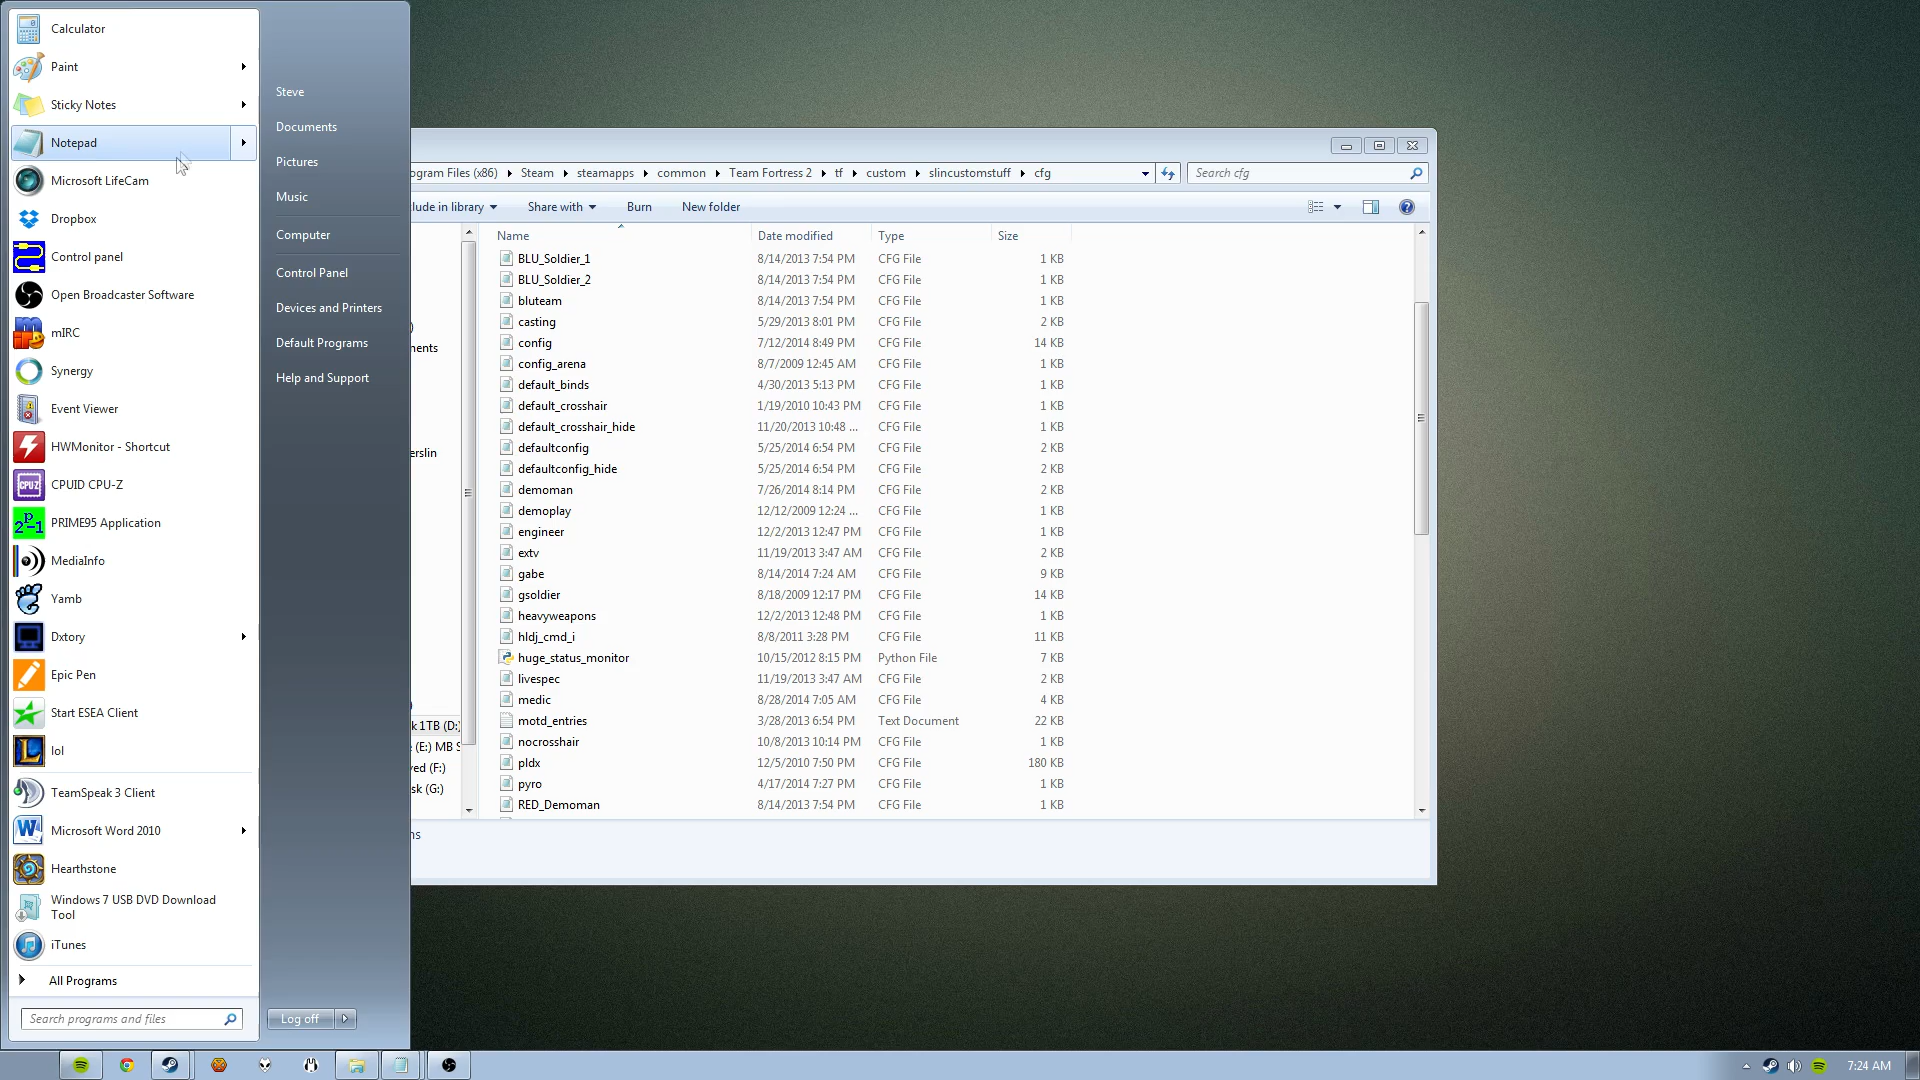 Calculator
Paint
Sticky Notes
Notepad
Microsoft LifeCam
Dropbox
Control panel
Open Broadcaster Software
mIRC
Synergy
Event Viewer
HWMonitor - Shortcut
CPUID CPU-Z
PRIME95 Application
MediaInfo
Yamb
Dxtory
Epic Pen
Start ESEA Client
lol
TeamSpeak 3 Client
Microsoft Word 2010
Hearthstone
Windows 7 USB DVD Download
Tool
iTunes
All Programs
Search programs and files
Steve
Documents
Pictures
Music
Computer
Control Panel
Devices and Printers
Default Programs
Help and Support
Log off
ogram Files (x86) Steam steamapps common Team Fortress 2 tf custom slincustomstuff cfg
Search cfg
lude in library Share with Burn New folder
ments
erslin
k 1TB (D:)
(E:) MB S
ved (F:)
sk (G:)
ns
Name Date modified Type Size
BLU_Soldier_1 8/14/2013 7:54 PM CFG File 1 KB
BLU_Soldier_2 8/14/2013 7:54 PM CFG File 1 KB
bluteam 8/14/2013 7:54 PM CFG File 1 KB
casting 5/29/2013 8:01 PM CFG File 2 KB
config 7/12/2014 8:49 PM CFG File 14 KB
config_arena 8/7/2009 12:45 AM CFG File 1 KB
default_binds 4/30/2013 5:13 PM CFG File 1 KB
default_crosshair 1/19/2010 10:43 PM CFG File 1 KB
default_crosshair_hide 11/20/2013 10:48 ... CFG File 1 KB
defaultconfig 5/25/2014 6:54 PM CFG File 2 KB
defaultconfig_hide 5/25/2014 6:54 PM CFG File 2 KB
demoman 7/26/2014 8:14 PM CFG File 2 KB
demoplay 12/12/2009 12:24 ... CFG File 1 KB
engineer 12/2/2013 12:47 PM CFG File 1 KB
extv 11/19/2013 3:47 AM CFG File 2 KB
gabe 8/14/2014 7:24 AM CFG File 9 KB
gsoldier 8/18/2009 12:17 PM CFG File 14 KB
heavyweapons 12/2/2013 12:48 PM CFG File 1 KB
hldj_cmd_i 8/8/2011 3:28 PM CFG File 11 KB
huge_status_monitor 10/15/2012 8:15 PM Python File 7 KB
livespec 11/19/2013 3:47 AM CFG File 2 KB
medic 8/28/2014 7:05 AM CFG File 4 KB
motd_entries 3/28/2013 6:54 PM Text Document 22 KB
nocrosshair 10/8/2013 10:14 PM CFG File 1 KB
pldx 12/5/2010 7:50 PM CFG File 180 KB
pyro 4/17/2014 7:27 PM CFG File 1 KB
RED_Demoman 8/14/2013 7:54 PM CFG File 1 KB
7:24 AM